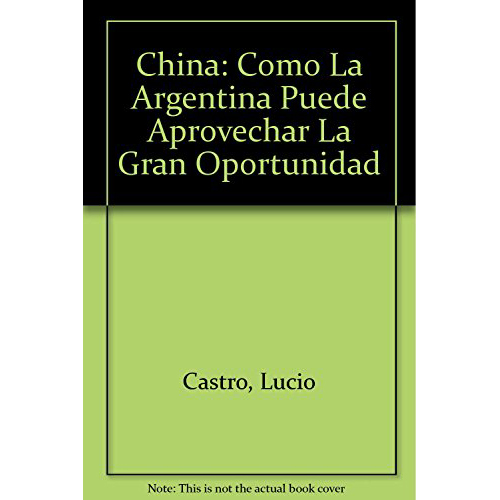 China: Como La
Argentina Puede
Aprovechar La
Gran Oportunidad
Castro, Lucio
Note: This is not the actual book cover